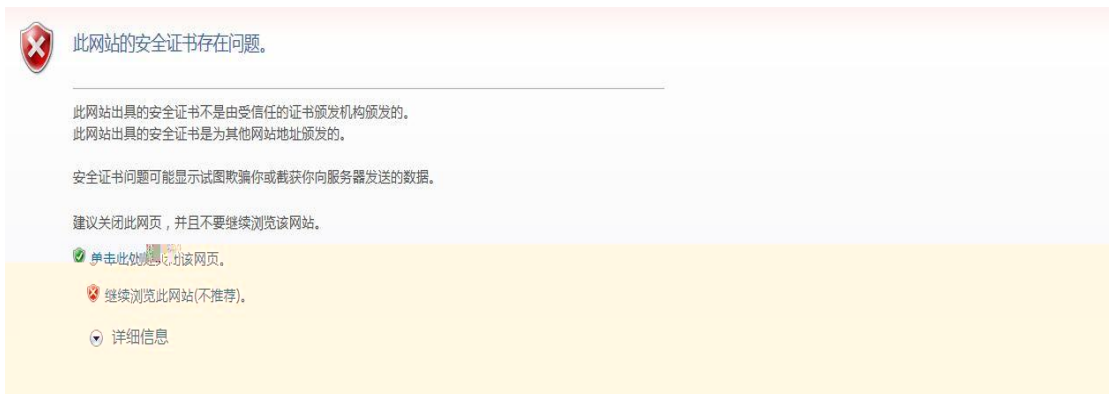 此网站的安全证书存在问题。
此网站出具的安全证书不是由受信任的证书颁发机构颁发的。
此网站出具的安全证书是为其他网站地址颁发的。
安全证书问题可能显示试图欺骗你或截获你向服务器发送的数据。
建议关闭此网页，并且不要继续浏览该网站。
单击此处 该网页。
继续浏览此网站(不推荐)。
详细信息